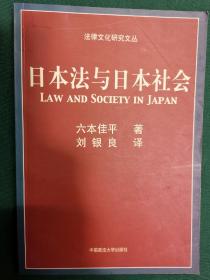 法律文化研究文丛
日本法与日本社会
LAW AND SOCIETY IN JAPAN
六本佳平 著
刘银良 译
中国政法大学出版社